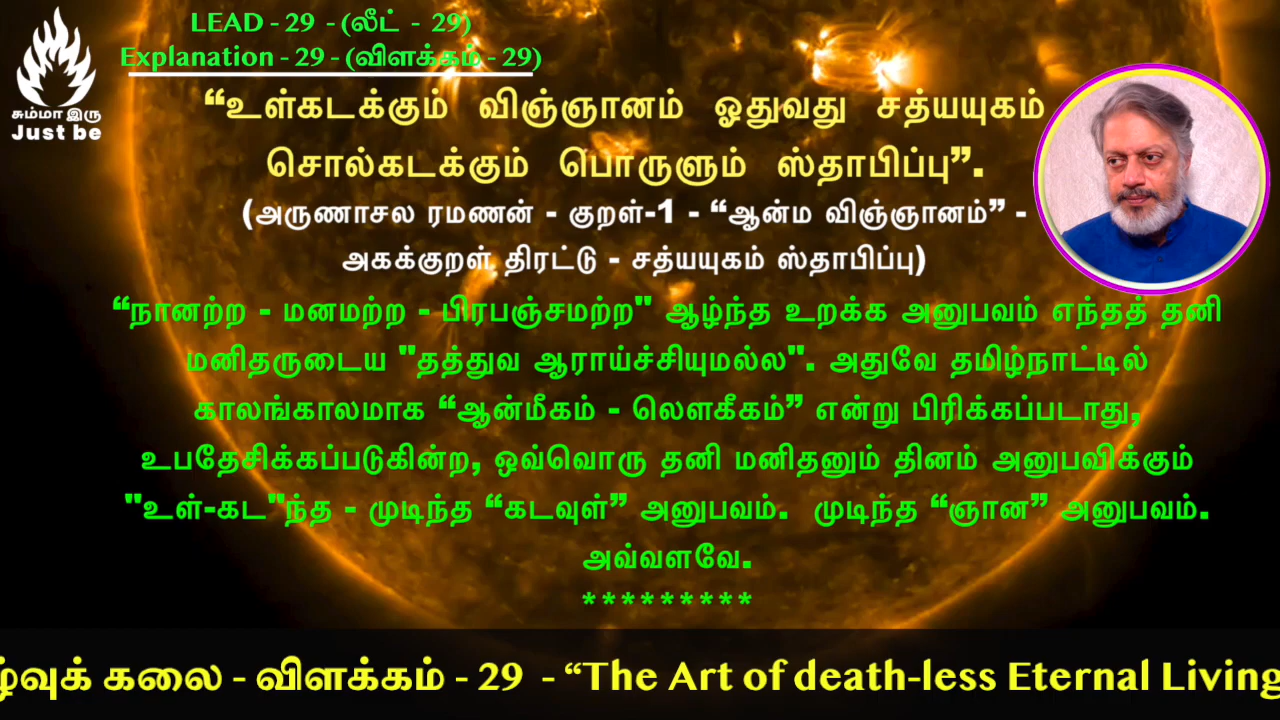 LEAD - 29 - (லீட் - 29)
Explanation - 29 - (விளக்கம் - 29)
சும்மா இரு
Just be
“உள்கடக்கும் விஞ்ஞானம் ஓதுவது சத்யயுகம்
சொல்கடக்கும் பொருளும் ஸ்தாபிப்பு”.
(அருணாசல ரமணன் - குறள்-1 - “ஆன்ம விஞ்ஞானம்” -
அகக்குறள் திரட்டு - சத்யயுகம் ஸ்தாபிப்பு)
“நானற்ற - மனமற்ற - பிரபஞ்சமற்ற" ஆழ்ந்த உறக்க அனுபவம் எந்தத் தனி
மனிதருடைய "தத்துவ ஆராய்ச்சியுமல்ல". அதுவே தமிழ்நாட்டில்
காலங்காலமாக “ஆன்மீகம் - லௌகீகம்” என்று பிரிக்கப்படாது,
உபதேசிக்கப்படுகின்ற, ஒவ்வொரு தனி மனிதனும் தினம் அனுபவிக்கும்
"உள்-கட"ந்த - முடிந்த “கடவுள்” அனுபவம். முடிந்த “ஞான” அனுபவம்.
அவ்வளவே.
*********
ழ்வுக் கலை - விளக்கம் - 29 - “The Art of death-less Eternal Living